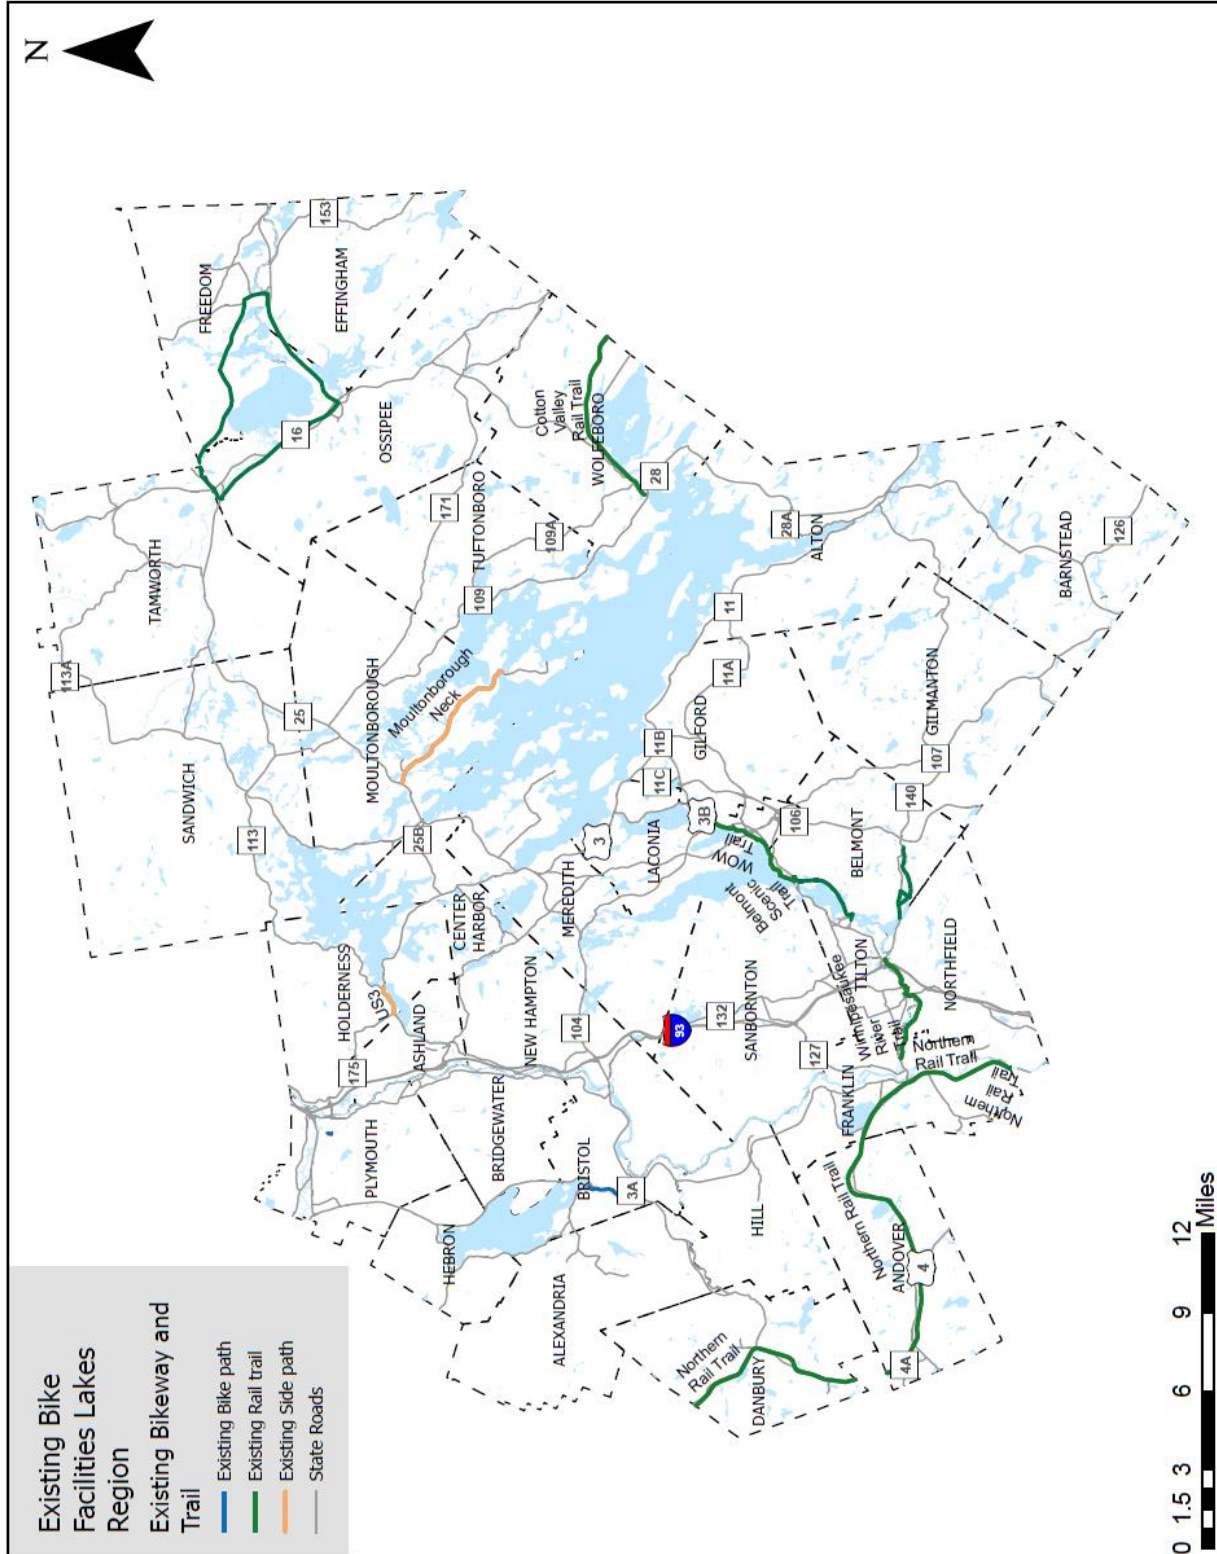 Existing Bike
Facilities Lakes
Region
Existing Bikeway and
Trail
Existing Bike path
Existing Rail trail
Existing Side path
State Roads
N
113A
TAMWORTH
FREEDOM
153
EFFINGHAM
16
OSSIPEE
SANDWICH
113
25
171
MOULTONBOROUGH
Moultonborough
Neck
109
TUFTONBORO
109A
Cotton
Valley
Rail Trail
WOLFEBORO
28
25B
HOLDERNESS
US3
CENTER
HARBOR
175
ASHLAND
PLYMOUTH
HEBRON
BRIDGEWATER
NEW HAMPTON
MEREDITH
3
104
BRISTOL
3A
ALEXANDRIA
LACONIA
11C
11B
GILFORD
11A
11
28A
ALTON
3B
WOW
Trail
Belmont
Scenic
Trail
106
93
132
SANBORNTON
127
BELMONT
140
107
GILMANTON
BARNSTEAD
126
HILL
FRANKLIN
Winnipesaukee
River
Trail
TILTON
NORTHFIELD
Northern
Rail Trail
Northern
Rail
Trail
Northern Rail Trail
ANDOVER
4
4A
Northern
Rail Trail
DANBURY
0 1.5 3 6 9 12
Miles